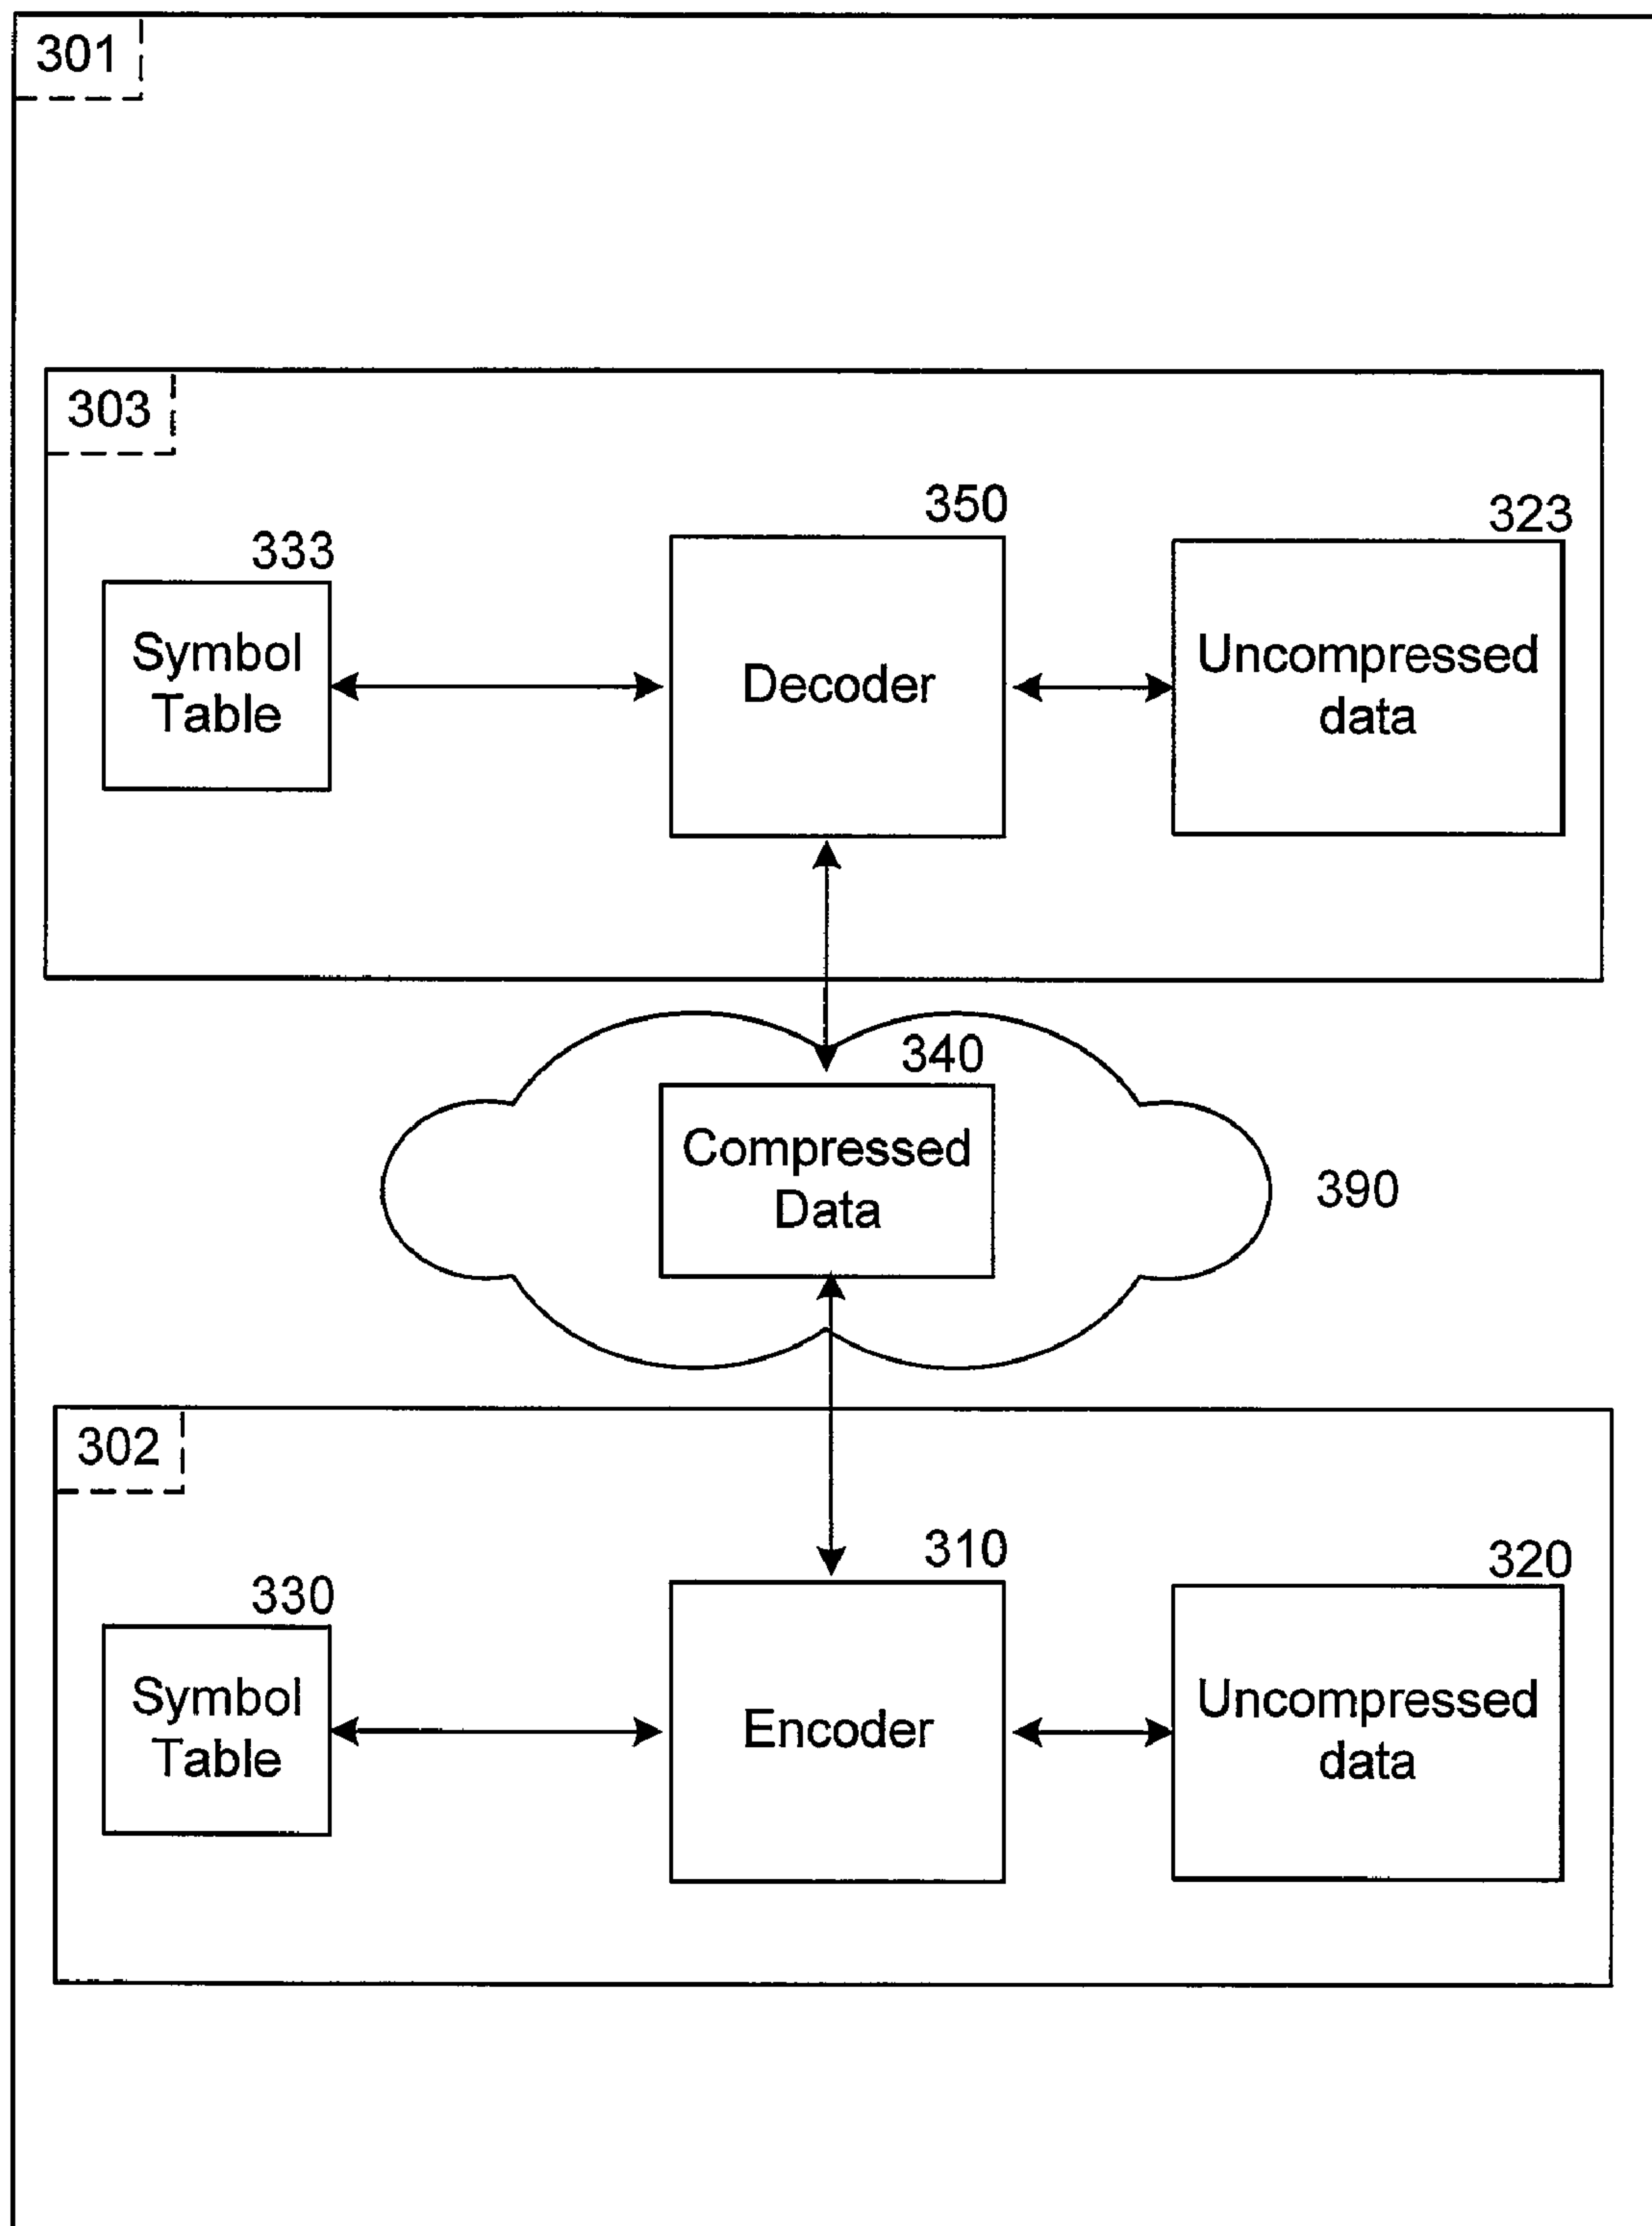 301
303
350
323
333
Symbol
Table
Decoder
Uncompressed
data
340
Compressed
Data
390
302
310
320
330
Symbol
Table
Encoder
Uncompressed
data